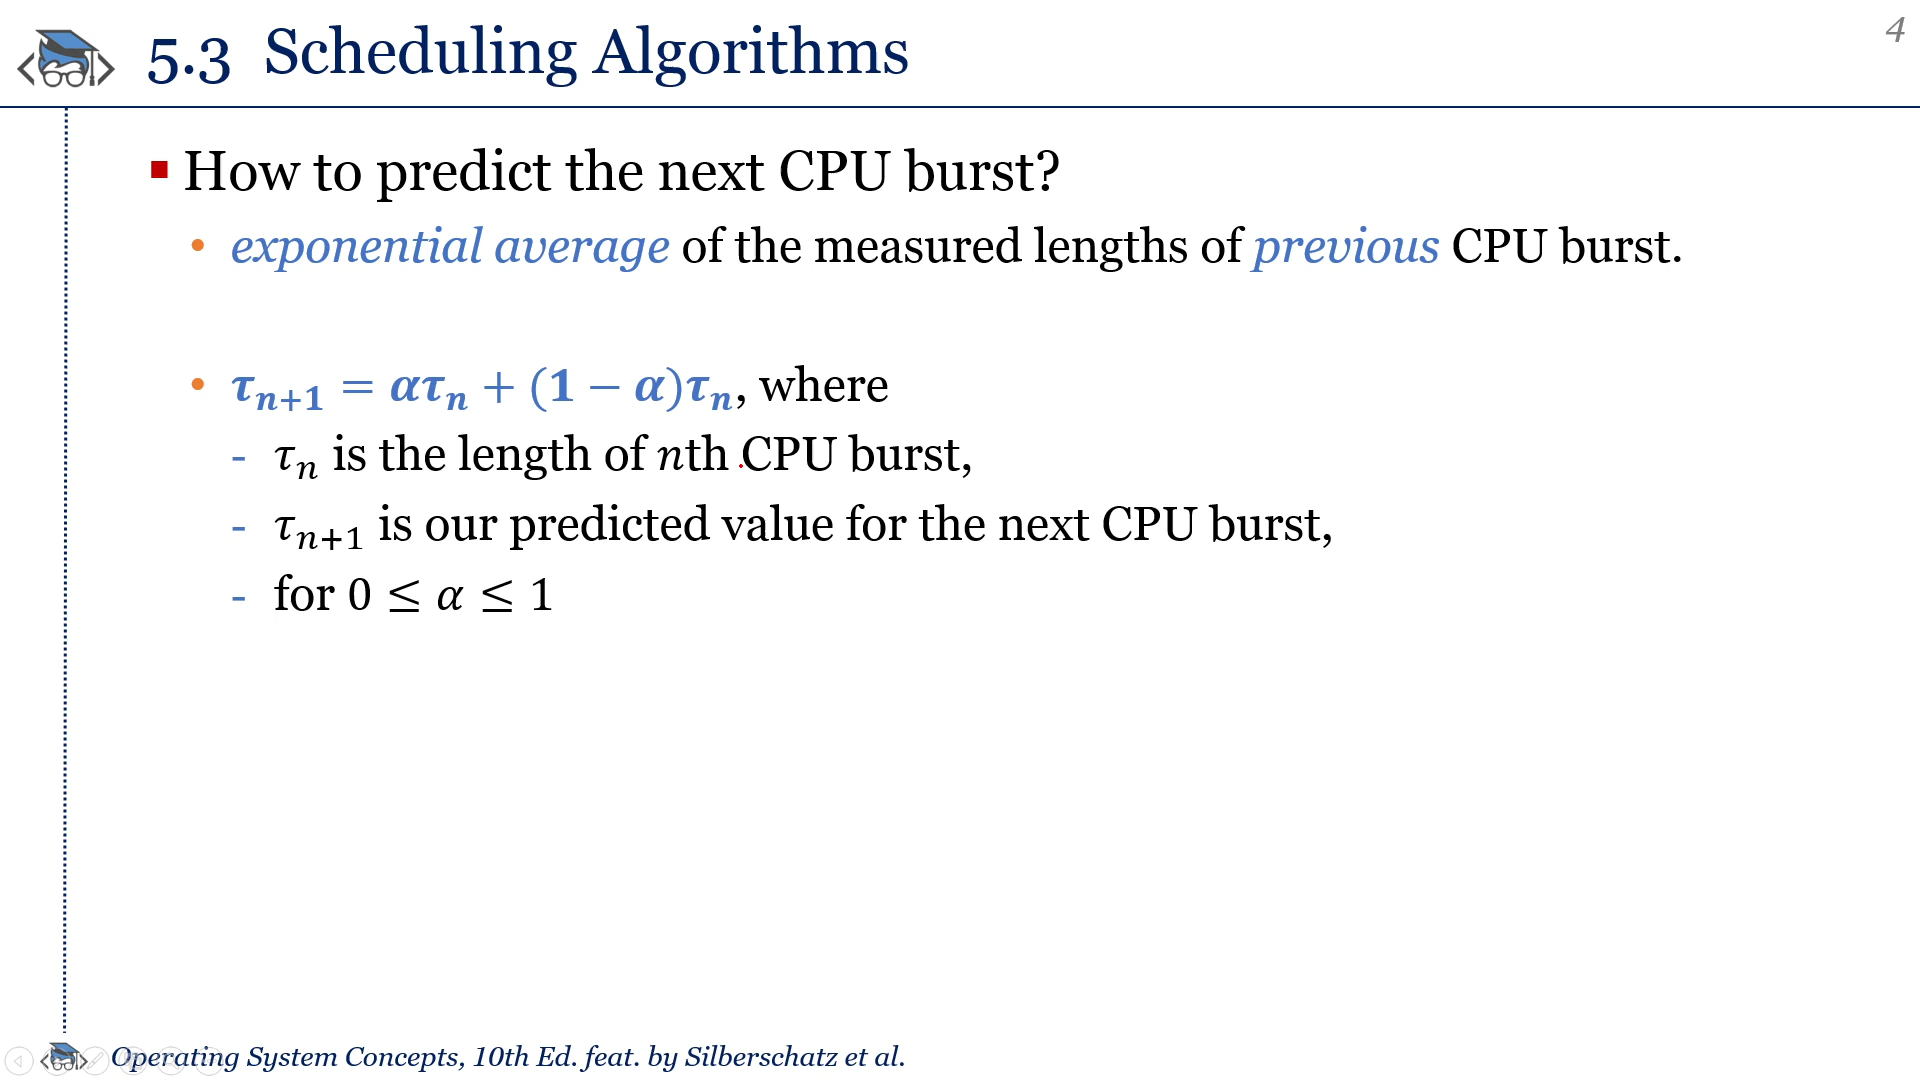 4
5.3 Scheduling Algorithms
▪ How to predict the next CPU burst?
• exponential average of the measured lengths of previous CPU burst.
• τₙ₊₁ = ατₙ + (1 − α)τₙ, where
- τₙ is the length of nth CPU burst,
- τₙ₊₁ is our predicted value for the next CPU burst,
- for 0 ≤ α ≤ 1
Operating System Concepts, 10th Ed. feat. by Silberschatz et al.